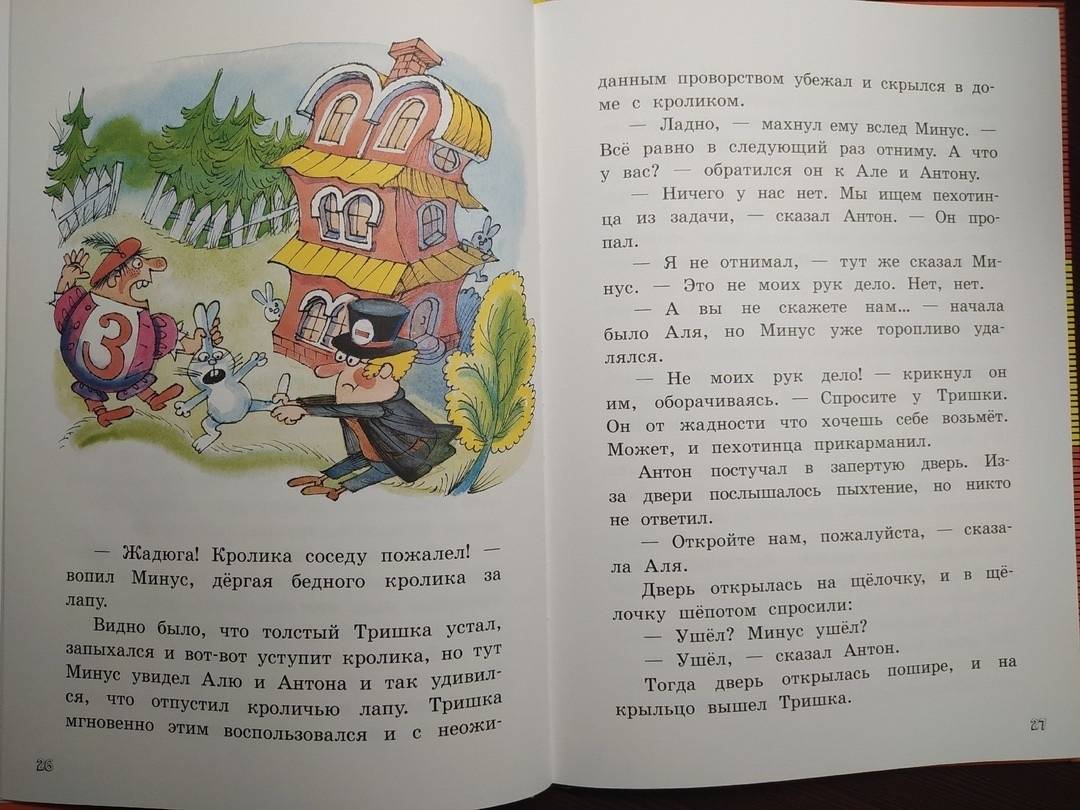 3
— Жадюга! Кролика соседу пожалел! —
вопил Минус, дёргая бедного кролика за
лапу.
Видно было, что толстый Тришка устал,
запыхался и вот-вот уступит кролика, но тут
Минус увидел Алю и Антона и так удивил-
ся, что отпустил кроличью лапу. Тришка
мгновенно этим воспользовался и с неожи-
26
данным проворством убежал и скрылся в до-
ме с кроликом.
— Ладно, — махнул ему вслед Минус. —
Всё равно в следующий раз отниму. А что
у вас? — обратился он к Але и Антону.
— Ничего у нас нет. Мы ищем пехотин-
ца из задачи, — сказал Антон. — Он про-
пал.
— Я не отнимал, — тут же сказал Ми-
нус. — Это не моих рук дело. Нет, нет.
— А вы не скажете нам... — начала
было Аля, но Минус уже торопливо уда-
лялся.
— Не моих рук дело! — крикнул он
им, оборачиваясь. — Спросите у Тришки.
Он от жадности что хочешь себе возьмёт.
Может, и пехотинца прикарманил.
Антон постучал в запертую дверь. Из-
за двери послышалось пыхтение, но никто
не ответил.
— Откройте нам, пожалуйста, — сказа-
ла Аля.
Дверь открылась на щёлочку, и в щё-
лочку шёпотом спросили:
— Ушёл? Минус ушёл?
— Ушёл, — сказал Антон.
Тогда дверь открылась пошире, и на
крыльцо вышел Тришка.
27